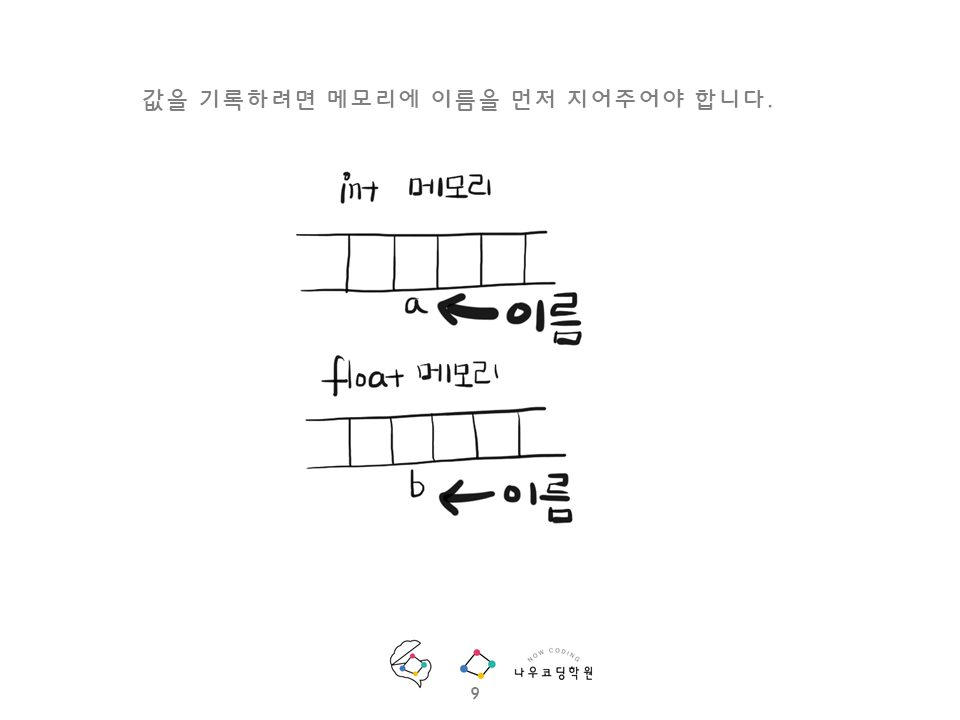 값을 기록하려면 메모리에 이름을 먼저 지어주어야 합니다.
int 메모리
a 이름
float 메모리
b 이름
NOW CODING
나우코딩학원
9